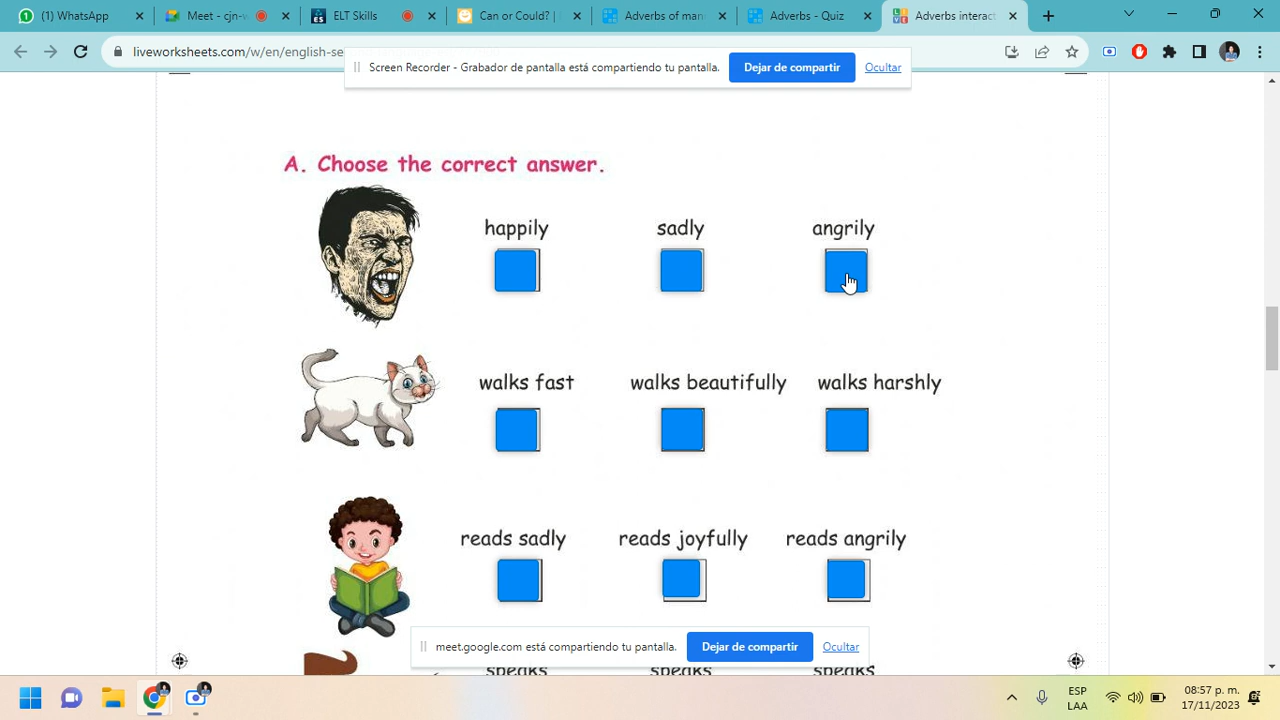 (1) WhatsApp
Meet - cjn-w
ELT Skills
Can or Could?
Adverbs of man
Adverbs - Quiz
Adverbs interact
liveworksheets.com/w/en/english-se
Screen Recorder - Grabador de pantalla está compartiendo tu pantalla.
Dejar de compartir
Ocultar
A. Choose the correct answer.
happily sadly angrily
walks fast walks beautifully walks harshly
reads sadly reads joyfully reads angrily
meet.google.com está compartiendo tu pantalla.
Dejar de compartir
Ocultar
speaks speaks speaks
ESP
LAA
08:57 p. m.
17/11/2023